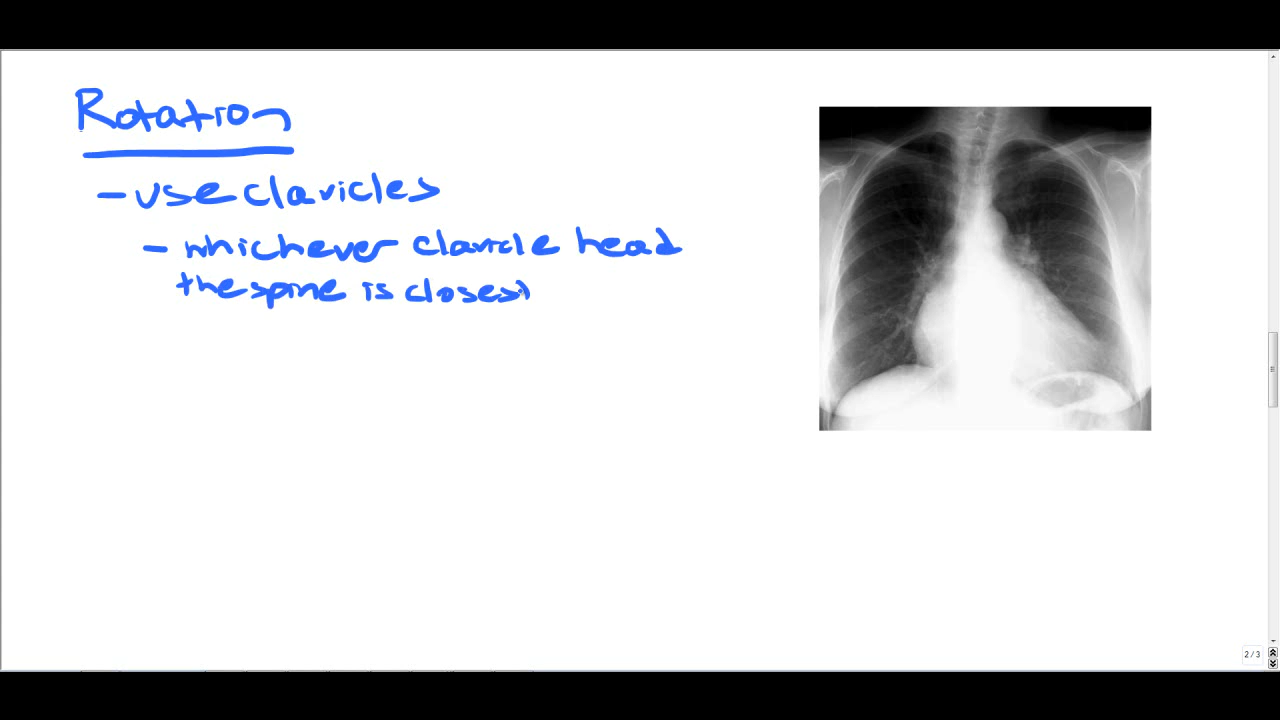 Rotation
- use clavicles
- whichever clavicle head
the spine is closest
2 / 3